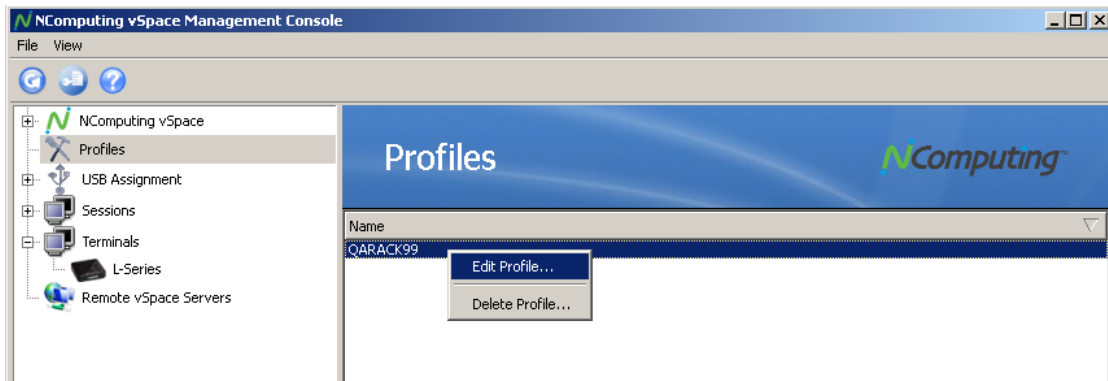 NComputing vSpace Management Console
File View
NComputing vSpace
Profiles
USB Assignment
Sessions
Terminals
L-Series
Remote vSpace Servers
Profiles
NComputing™
Name
QARACK99
Edit Profile...
Delete Profile...